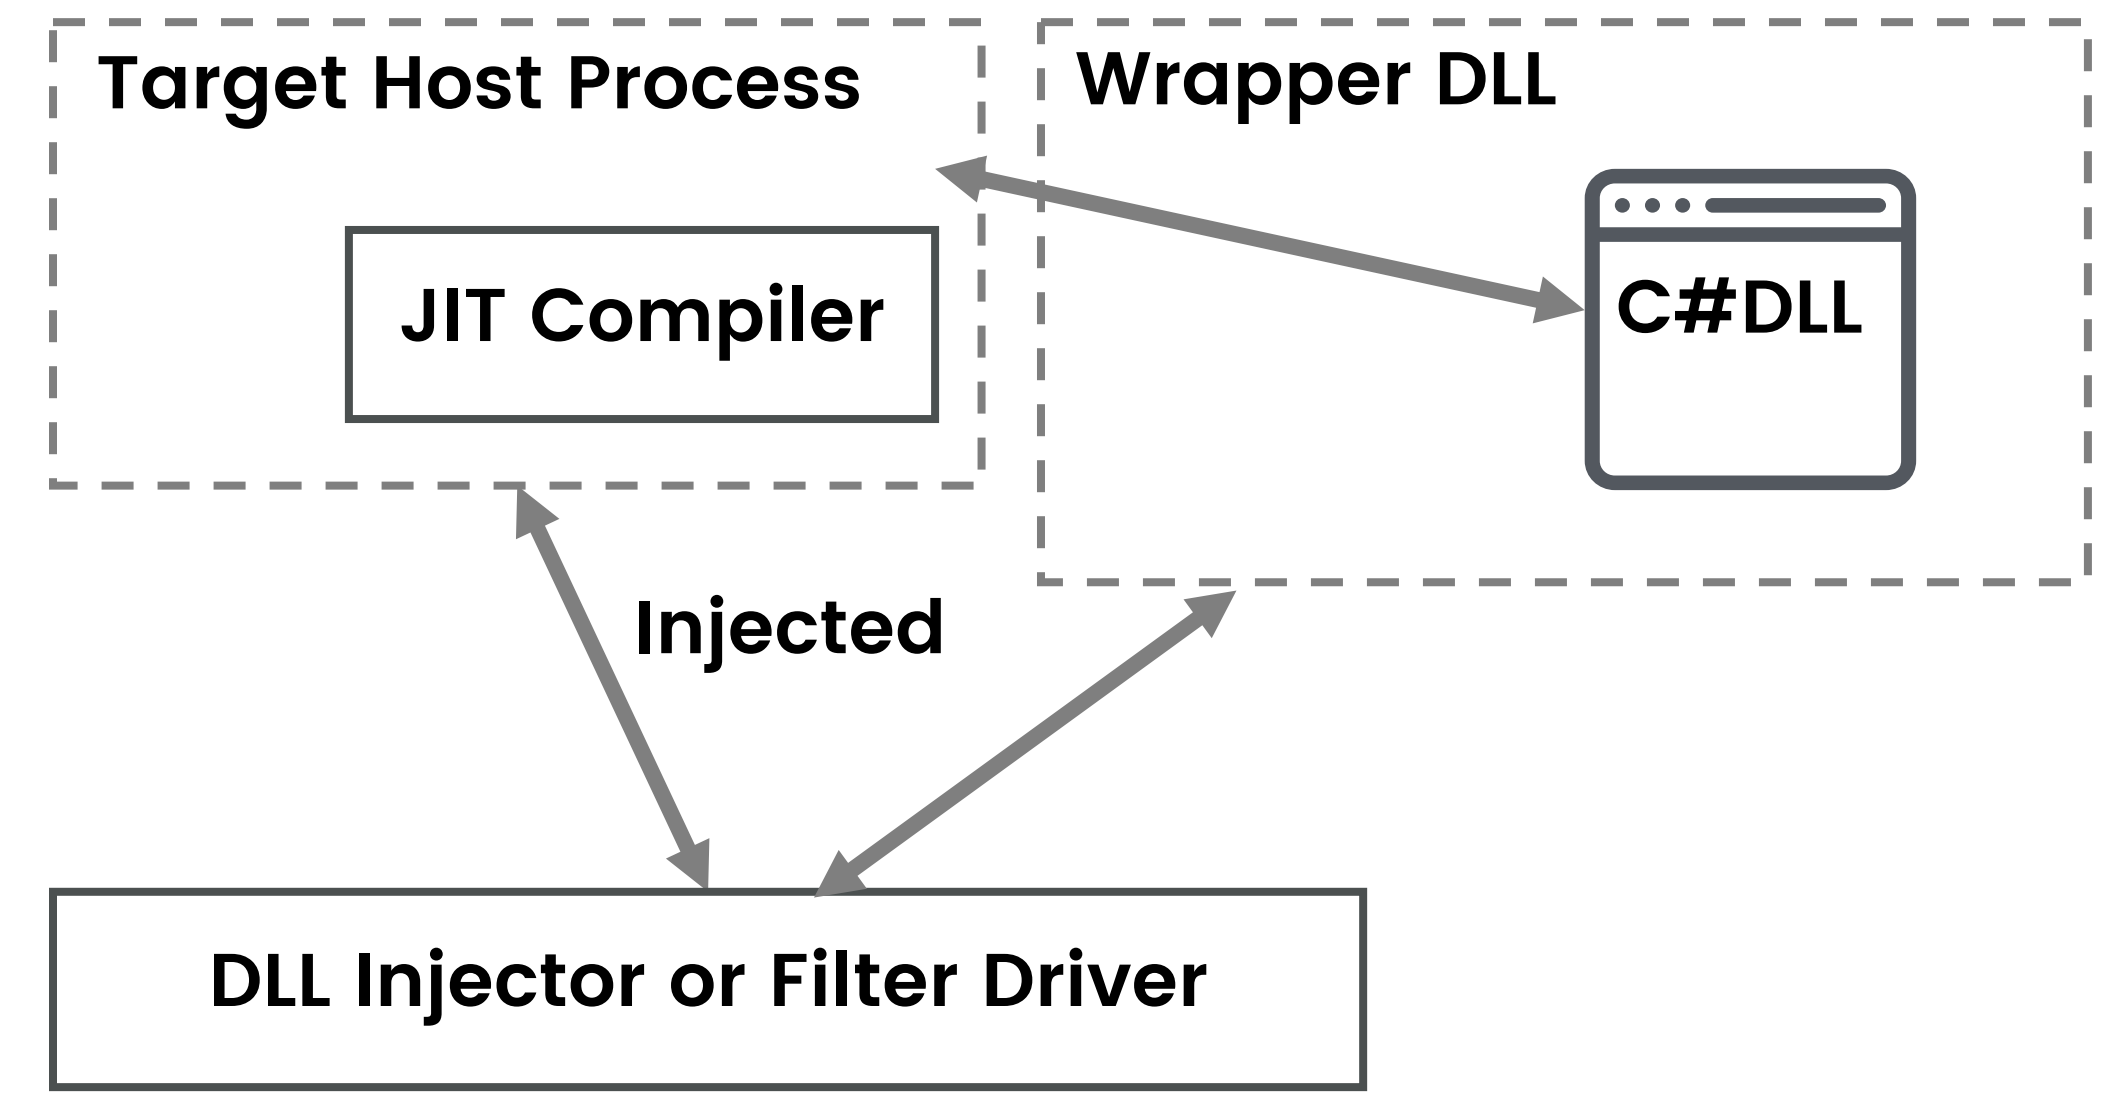 Target Host Process
Wrapper DLL
JIT Compiler
C#DLL
Injected
DLL Injector or Filter Driver